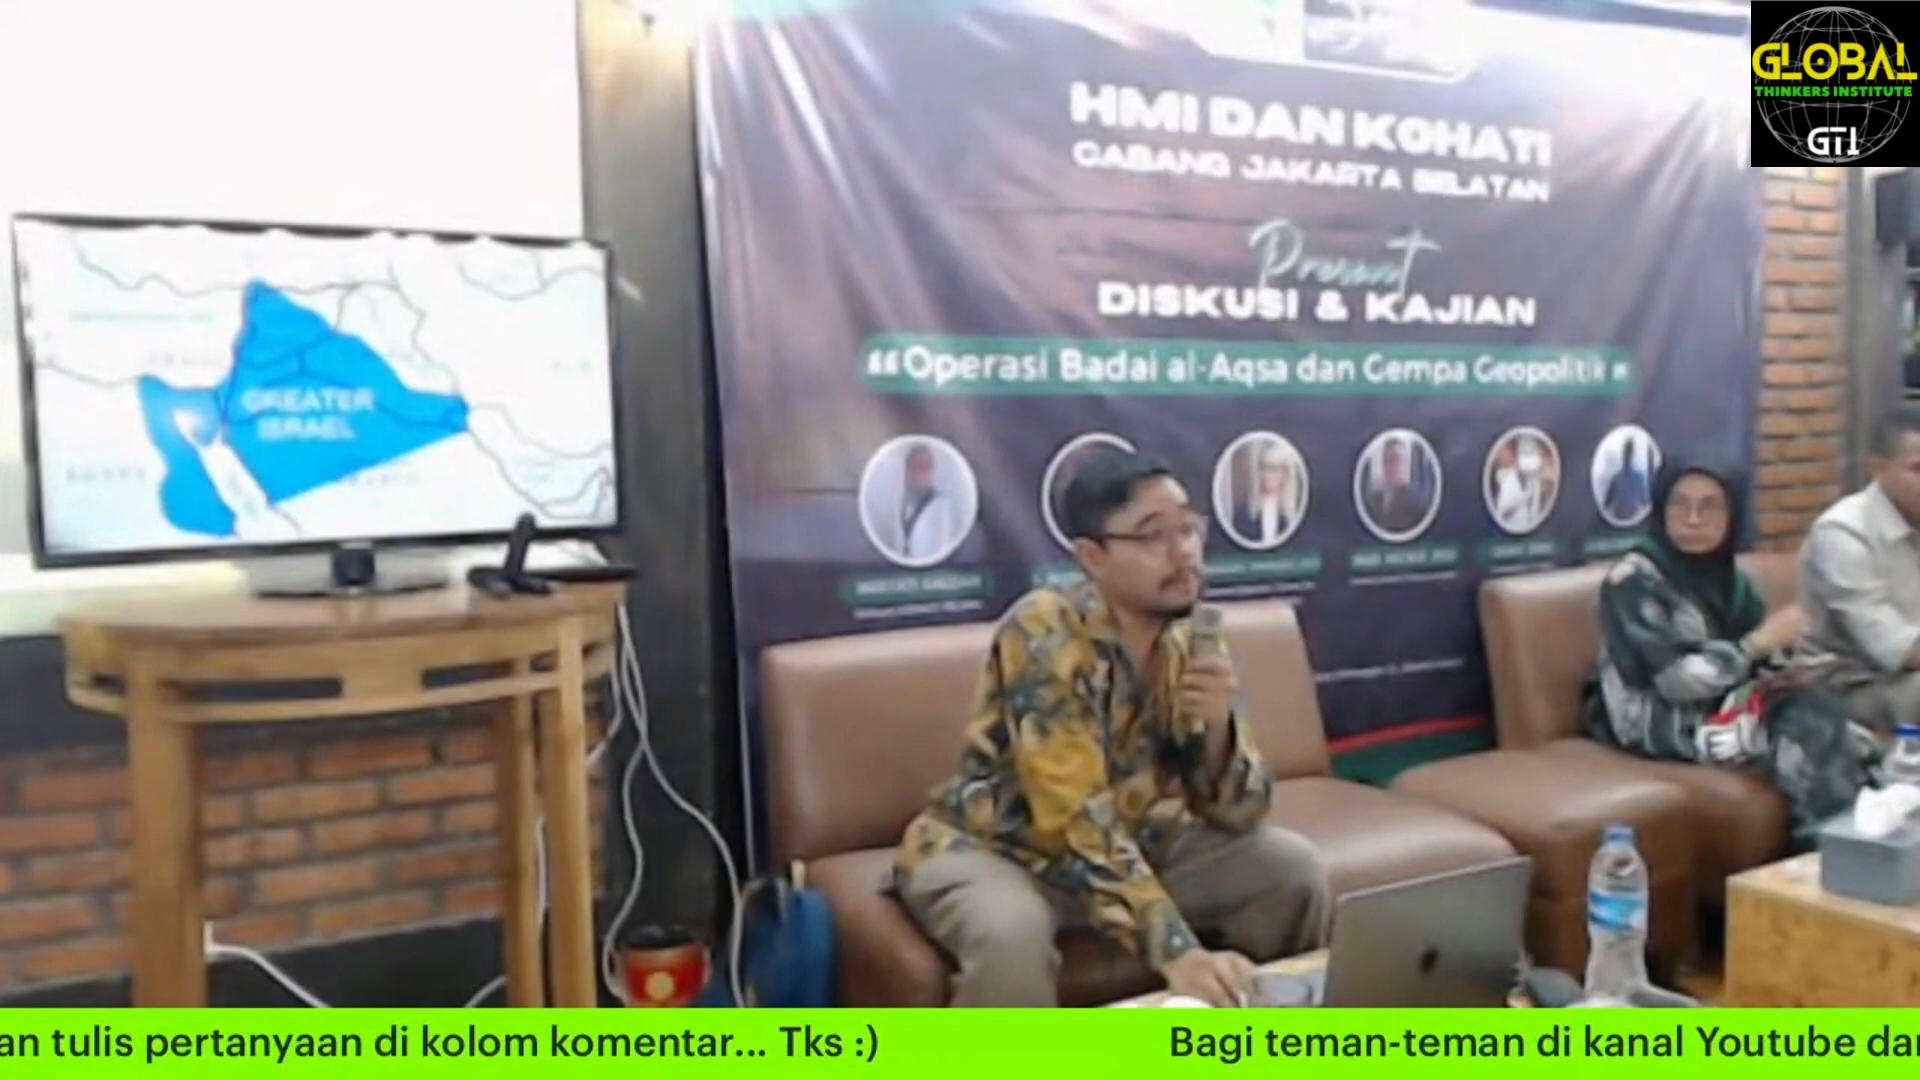 GLOBAL
THINKERS INSTITUTE
GTI
HMI DAN KOHATI
CABANG JAKARTA SELATAN
Present
DISKUSI & KAJIAN
“Operasi Badai al-Aqsa dan Gempa Geopolitik”
GREATER
ISRAEL
an tulis pertanyaan di kolom komentar... Tks :)
Bagi teman-teman di kanal Youtube dan